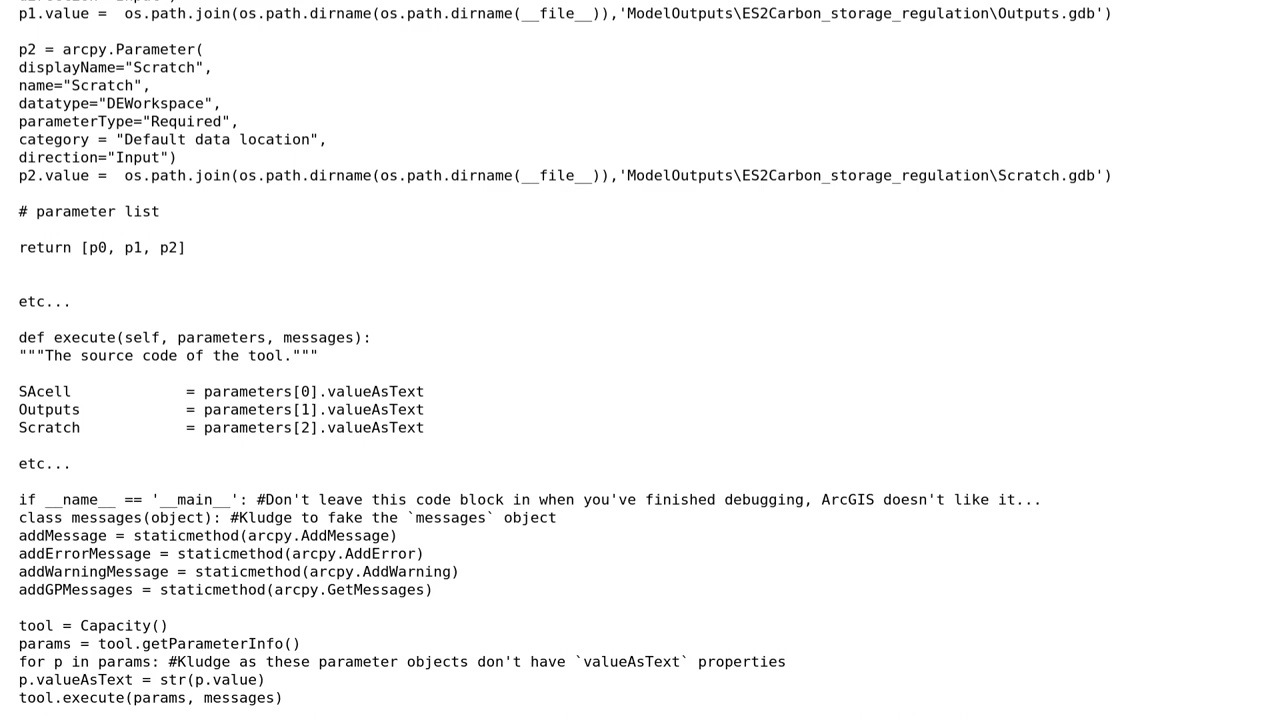 p1.value =  os.path.join(os.path.dirname(os.path.dirname(__file__)),'ModelOutputs\ES2Carbon_storage_regulation\Outputs.gdb')
p2 = arcpy.Parameter(
displayName="Scratch",
name="Scratch",
datatype="DEWorkspace",
parameterType="Required",
category = "Default data location",
direction="Input")
p2.value =  os.path.join(os.path.dirname(os.path.dirname(__file__)),'ModelOutputs\ES2Carbon_storage_regulation\Scratch.gdb')
# parameter list
return [p0, p1, p2]
etc...
def execute(self, parameters, messages):
"""The source code of the tool."""
SAcell             = parameters[0].valueAsText
Outputs            = parameters[1].valueAsText
Scratch            = parameters[2].valueAsText
etc...
if __name__ == '__main__': #Don't leave this code block in when you've finished debugging, ArcGIS doesn't like it...
class messages(object): #Kludge to fake the `messages` object
addMessage = staticmethod(arcpy.AddMessage)
addErrorMessage = staticmethod(arcpy.AddError)
addWarningMessage = staticmethod(arcpy.AddWarning)
addGPMessages = staticmethod(arcpy.GetMessages)
tool = Capacity()
params = tool.getParameterInfo()
for p in params: #Kludge as these parameter objects don't have `valueAsText` properties
p.valueAsText = str(p.value)
tool.execute(params, messages)